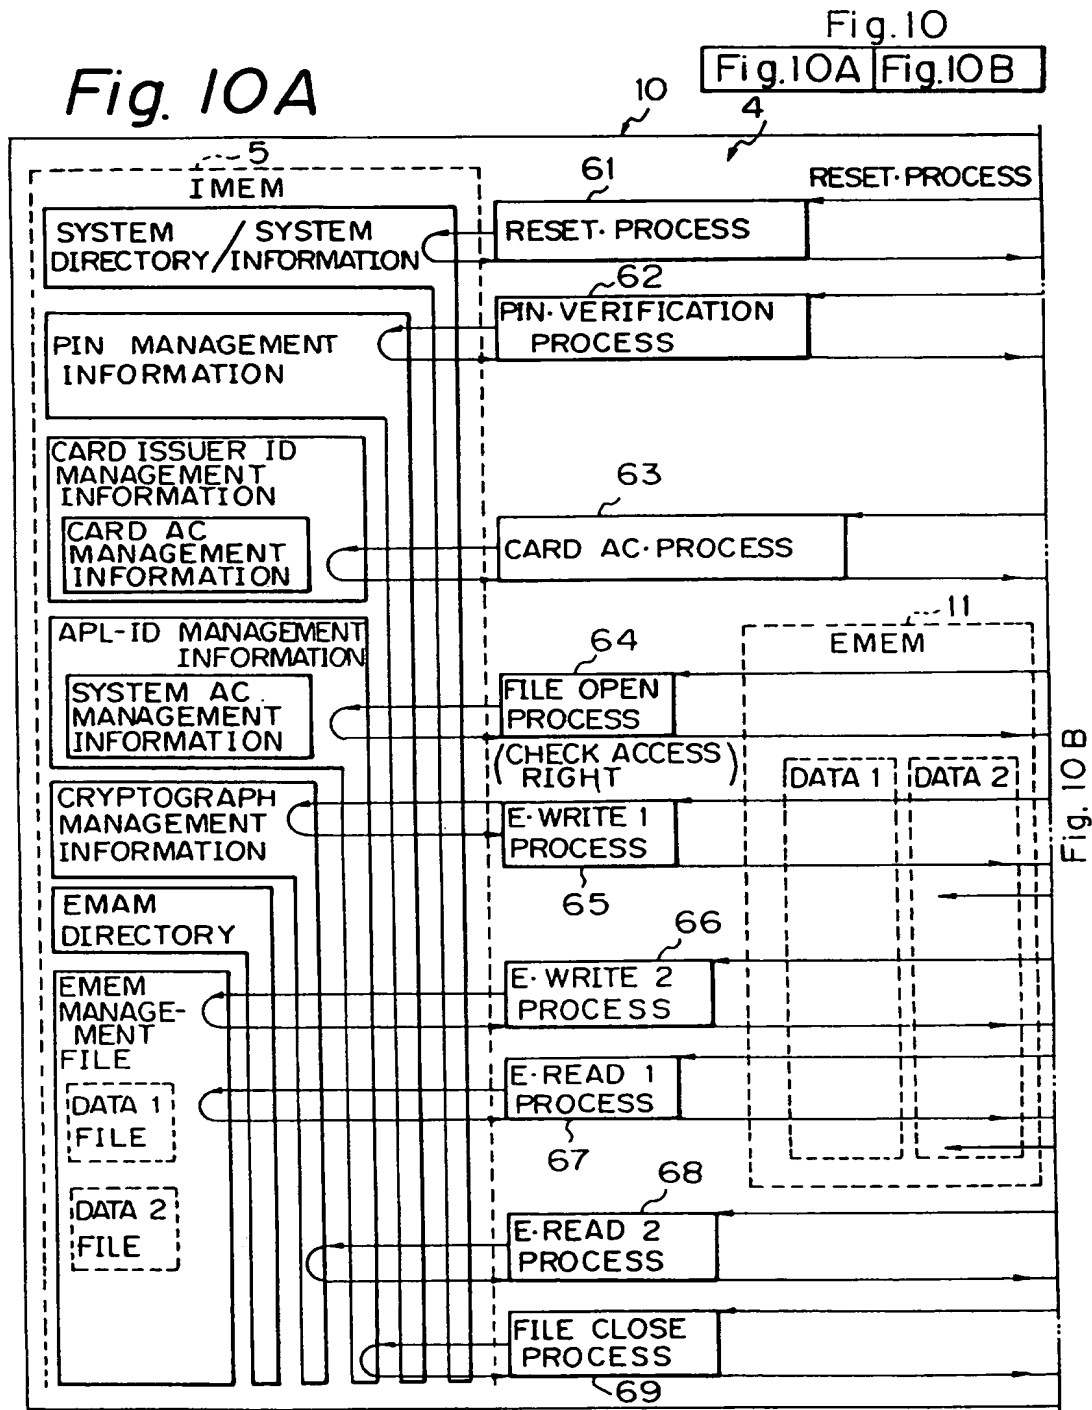 Fig. 10
Fig. 10A Fig. 10B
Fig. 10A
10
4
5
IMEM
SYSTEM DIRECTORY / SYSTEM INFORMATION
61
RESET·PROCESS
RESET·PROCESS
62
PIN·VERIFICATION
PROCESS
PIN MANAGEMENT
INFORMATION
CARD ISSUER ID
MANAGEMENT
INFORMATION
CARD AC
MANAGEMENT
INFORMATION
63
CARD AC·PROCESS
APL-ID MANAGEMENT
INFORMATION
SYSTEM AC
MANAGEMENT
INFORMATION
64
FILE OPEN
PROCESS
(CHECK ACCESS
RIGHT)
11
EMEM
DATA 1
DATA 2
CRYPTOGRAPH
MANAGEMENT
INFORMATION
E·WRITE 1
PROCESS
65
EMAM
DIRECTORY
66
E·WRITE 2
PROCESS
EMEM
MANAGE-
MENT
FILE
DATA 1
FILE
DATA 2
FILE
E·READ 1
PROCESS
67
68
E·READ 2
PROCESS
FILE CLOSE
PROCESS
69
Fig. 10B